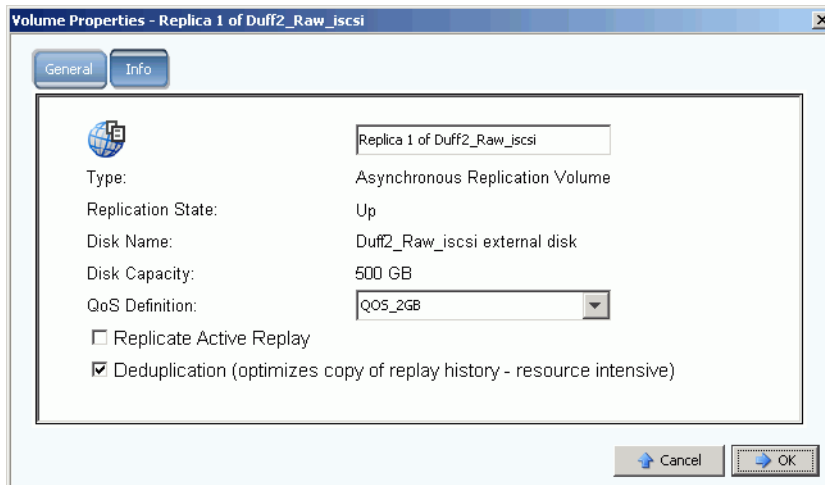 Volume Properties - Replica 1 of Duff2_Raw_iscsi
General Info
Replica 1 of Duff2_Raw_iscsi
Type: Asynchronous Replication Volume
Replication State: Up
Disk Name: Duff2_Raw_iscsi external disk
Disk Capacity: 500 GB
QoS Definition: QOS_2GB
Replicate Active Replay
Deduplication (optimizes copy of replay history - resource intensive)
Cancel OK